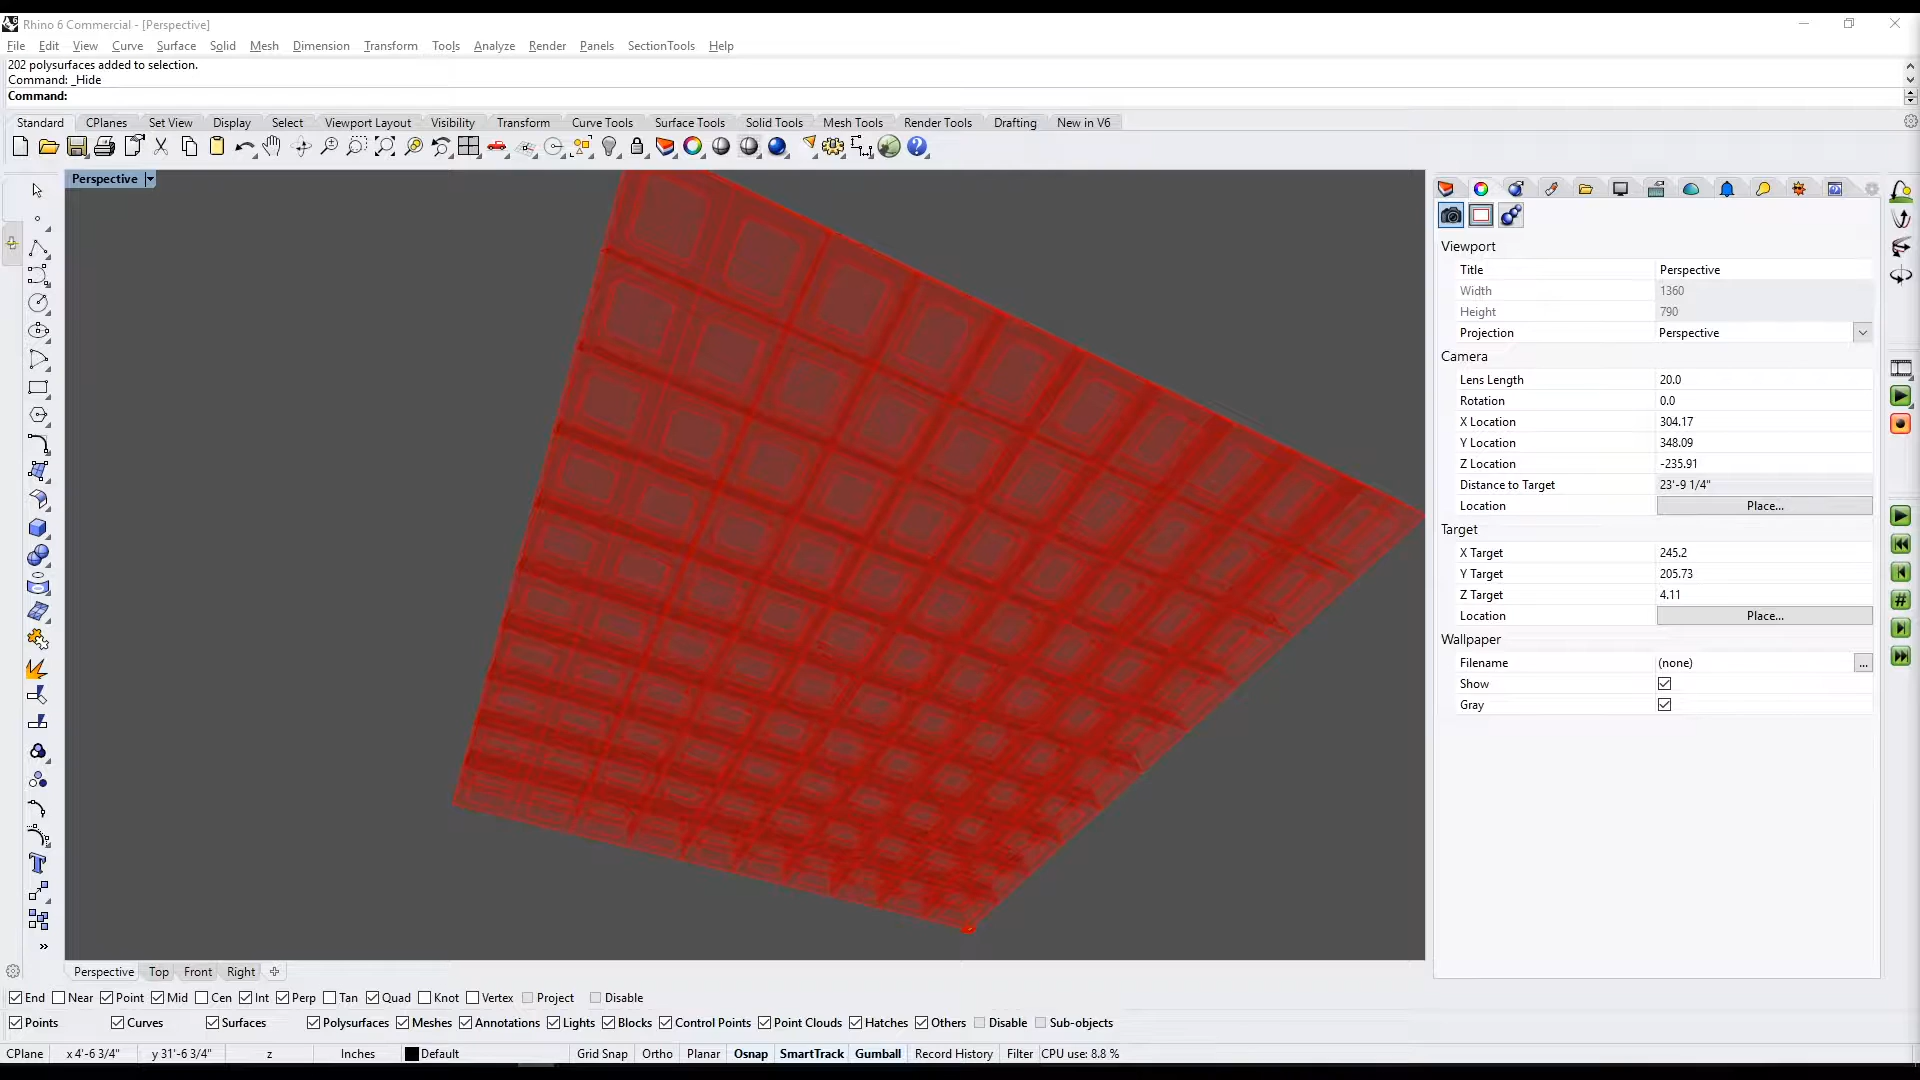 Rhino 6 Commercial - [Perspective]
File Edit View Curve Surface Solid Mesh Dimension Transform Tools Analyze Render Panels SectionTools Help
202 polysurfaces added to selection.
Command: _Hide
Command:
Standard CPlanes Set View Display Select Viewport Layout Visibility Transform Curve Tools Surface Tools Solid Tools Mesh Tools Render Tools Drafting New in V6
Perspective
Viewport
Title Perspective
Width 1360
Height 790
Projection Perspective
Camera
Lens Length 20.0
Rotation 0.0
X Location 304.17
Y Location 348.09
Z Location -235.91
Distance to Target 23'-9 1/4"
Location Place...
Target
X Target 245.2
Y Target 205.73
Z Target 4.11
Location Place...
Wallpaper
Filename (none) ...
Show
Gray
Perspective Top Front Right
End Near Point Mid Cen Int Perp Tan Quad Knot Vertex Project Disable
Points Curves Surfaces Polysurfaces Meshes Annotations Lights Blocks Control Points Point Clouds Hatches Others Disable Sub-objects
CPlane x 4'-6 3/4" y 31'-6 3/4" z Inches Default Grid Snap Ortho Planar Osnap SmartTrack Gumball Record History Filter CPU use: 8.8 %